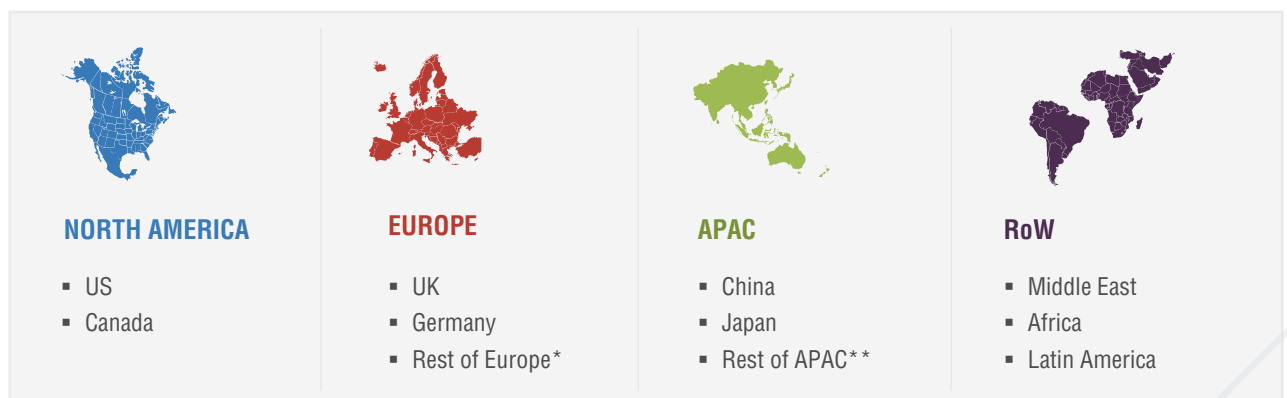 NORTH AMERICA
▪ US
▪ Canada
EUROPE
▪ UK
▪ Germany
▪ Rest of Europe*
APAC
▪ China
▪ Japan
▪ Rest of APAC**
RoW
▪ Middle East
▪ Africa
▪ Latin America